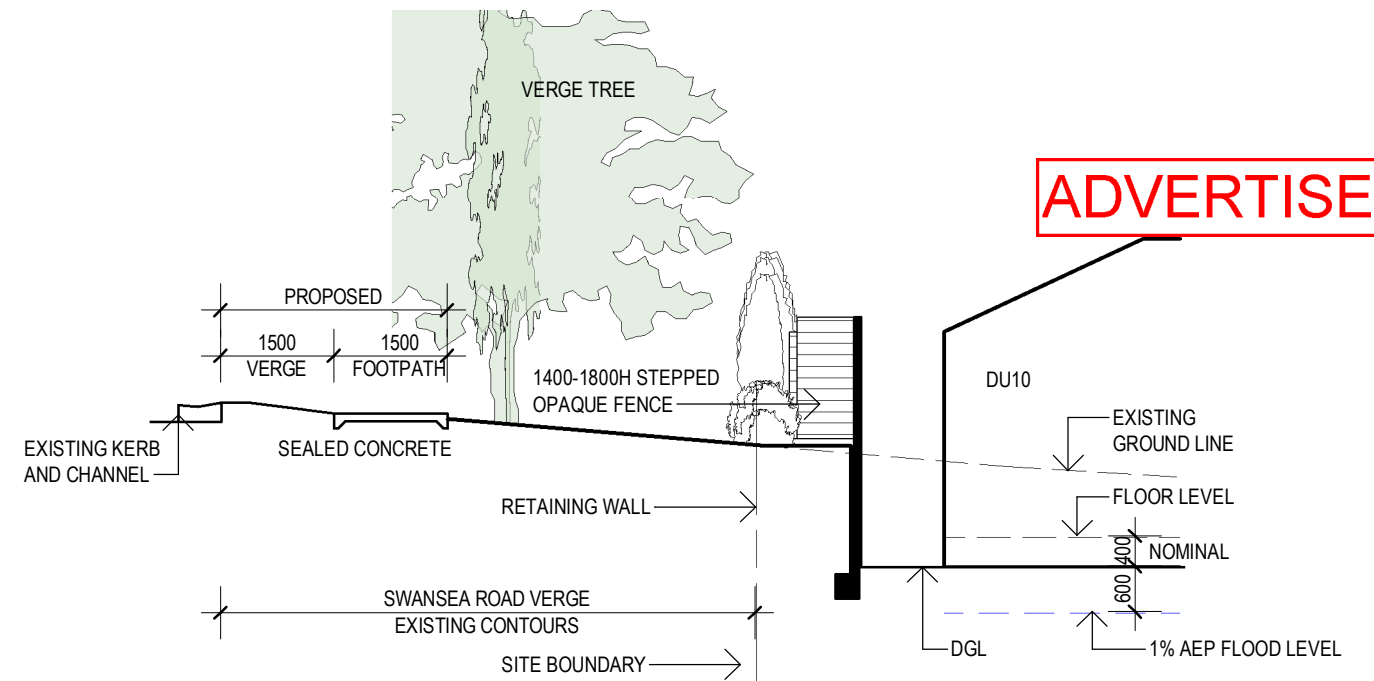 VERGE TREE
ADVERTISE
PROPOSED
1500
1500
VERGE
FOOTPATH
1400-1800H STEPPED
OPAQUE FENCE
DU10
EXISTING
GROUND LINE
EXISTING KERB
AND CHANNEL
SEALED CONCRETE
FLOOR LEVEL
RETAINING WALL
400
NOMINAL
600
SWANSEA ROAD VERGE
EXISTING CONTOURS
SITE BOUNDARY
DGL
1% AEP FLOOD LEVEL